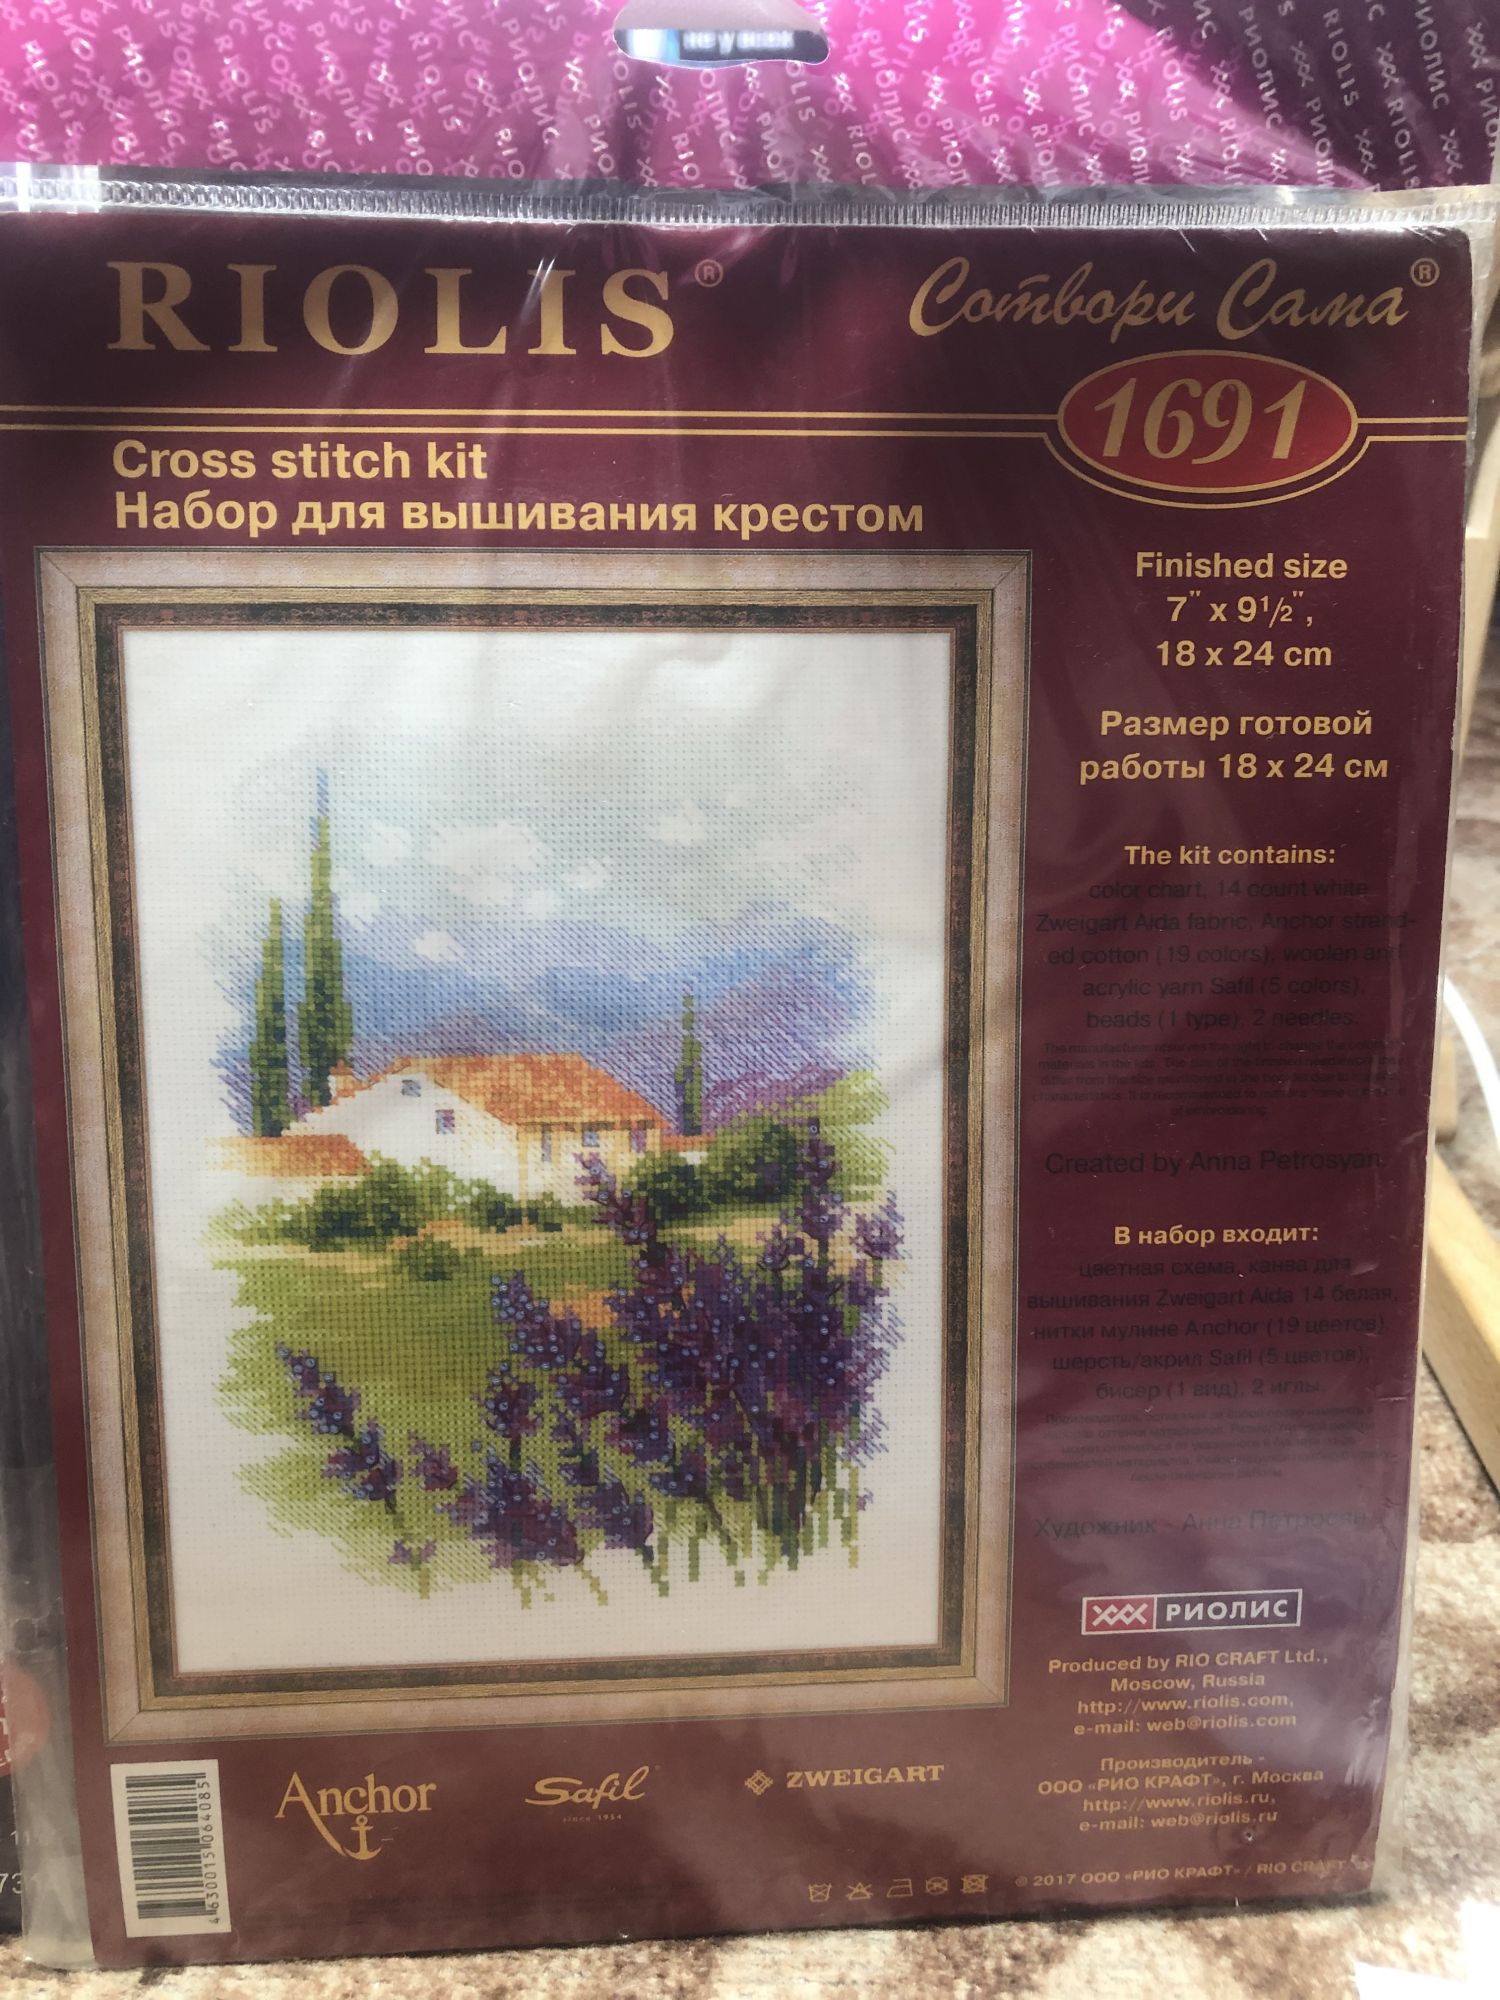 не у всех
RIOLIS®
Сотвори Сама®
1691
Cross stitch kit
Набор для вышивания крестом
Finished size
7" x 9½",
18 x 24 cm
Размер готовой
работы 18 x 24 см
The kit contains:
color chart, 14 count white
Zweigart Aida fabric, Anchor strand-
ed cotton (19 colors), woolen and
acrylic yarn Safil (5 colors),
beads (1 type), 2 needles.
Created by Anna Petrosyan
В набор входит:
цветная схема, канва для
вышивания Zweigart Aida 14 белая,
нитки мулине Anchor (19 цветов),
шерсть/акрил Safil (5 цветов),
бисер (1 вид), 2 иглы.
Художник - Анна Петросян
РИОЛИС
Produced by RIO CRAFT Ltd.,
Moscow, Russia
http://www.riolis.com,
e-mail: web@riolis.com
Производитель -
ООО «РИО КРАФТ», г. Москва
http://www.riolis.ru,
e-mail: web@riolis.ru
© 2017 ООО «РИО КРАФТ» / RIO CRAFT
Anchor
Safil
since 1954
ZWEIGART
4630015064085